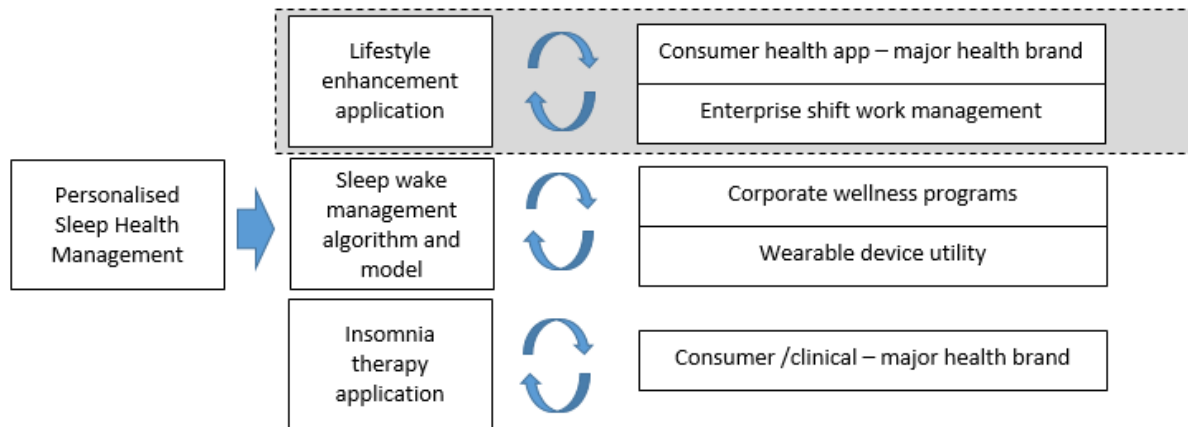 Lifestyle
enhancement
application
Consumer health app – major health brand
Enterprise shift work management
Personalised
Sleep Health
Management
Sleep wake
management
algorithm and
model
Corporate wellness programs
Wearable device utility
Insomnia
therapy
application
Consumer /clinical – major health brand